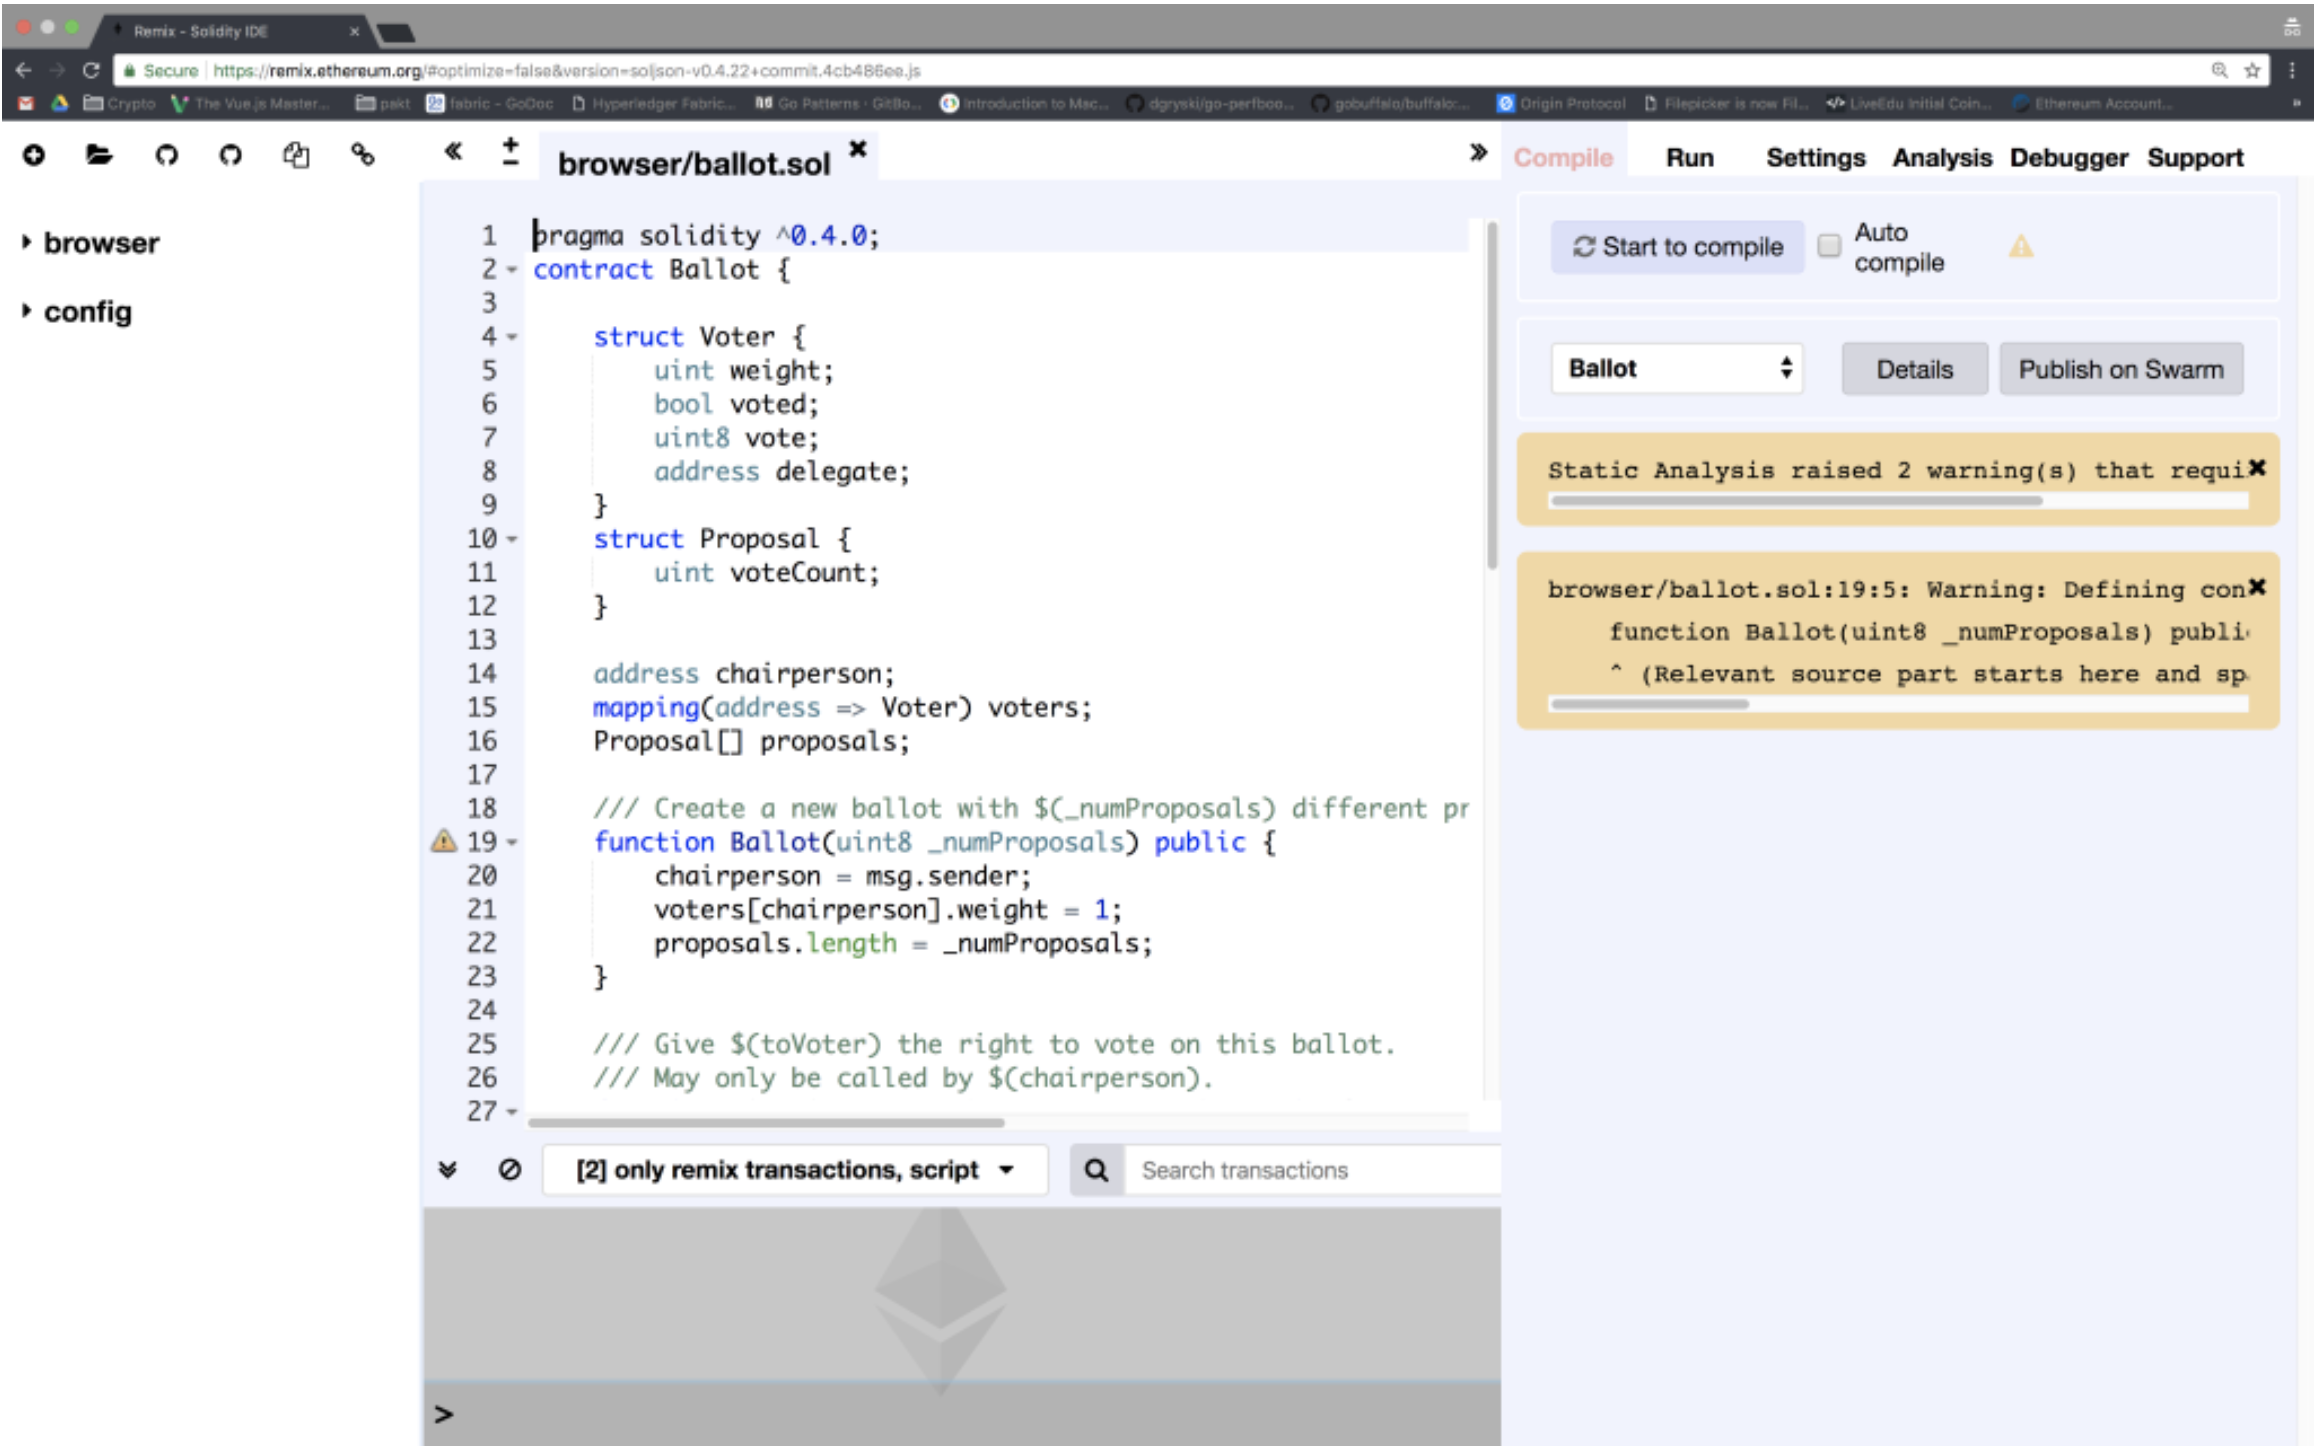 Remix - Solidity IDE
Secure https://remix.ethereum.org/#optimize=false&version=soljson-v0.4.22+commit.4cb486ee.js
Crypto The Vue.js Master... pakt fabric - GoDoc Hyperledger Fabric... Go Patterns · GitBo... Introduction to Mac... dgryski/go-perfboo... gobuffalo/buffalo:... Origin Protocol Filepicker is now Fil... LiveEdu Initial Coin... Ethereum Account...
browser/ballot.sol
Compile Run Settings Analysis Debugger Support
browser
config
1 pragma solidity ^0.4.0;
2 contract Ballot {
3
4 struct Voter {
5 uint weight;
6 bool voted;
7 uint8 vote;
8 address delegate;
9 }
10 struct Proposal {
11 uint voteCount;
12 }
13
14 address chairperson;
15 mapping(address => Voter) voters;
16 Proposal[] proposals;
17
18 /// Create a new ballot with $(_numProposals) different pr
19 function Ballot(uint8 _numProposals) public {
20 chairperson = msg.sender;
21 voters[chairperson].weight = 1;
22 proposals.length = _numProposals;
23 }
24
25 /// Give $(toVoter) the right to vote on this ballot.
26 /// May only be called by $(chairperson).
27
[2] only remix transactions, script
Search transactions
>
Start to compile
Auto compile
Ballot
Details
Publish on Swarm
Static Analysis raised 2 warning(s) that requi
browser/ballot.sol:19:5: Warning: Defining con
function Ballot(uint8 _numProposals) publi
^ (Relevant source part starts here and sp